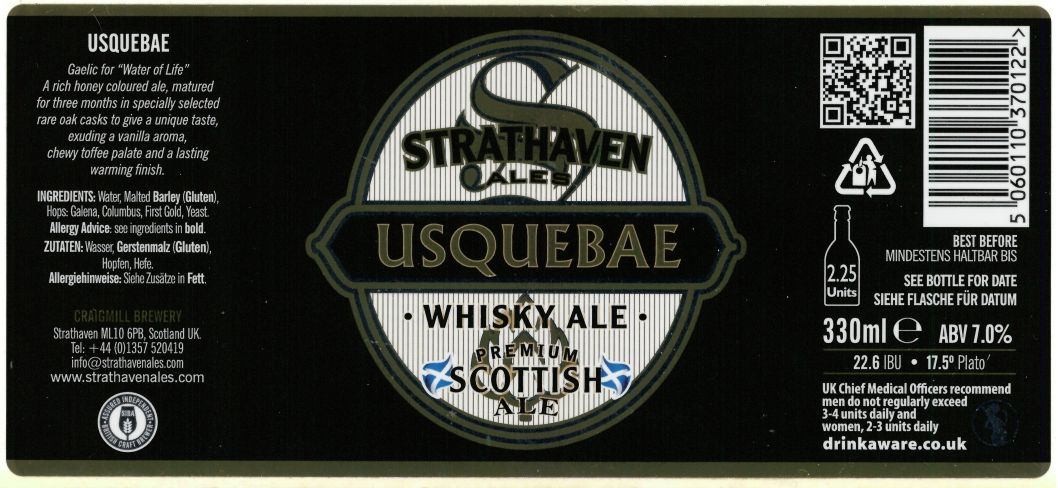 USQUEBAE
Gaelic for "Water of Life"
A rich honey coloured ale, matured
for three months in specially selected
rare oak casks to give a unique taste,
exuding a vanilla aroma,
chewy toffee palate and a lasting
warming finish.
INGREDIENTS: Water, Malted Barley (Gluten),
Hops: Galena, Columbus, First Gold, Yeast.
Allergy Advice: see ingredients in bold.
ZUTATEN: Wasser, Gerstenmalz (Gluten),
Hopfen, Hefe.
Allergiehinweise: Siehe Zusätze in Fett.
CRAIGMILL BREWERY
Strathaven ML10 6PB, Scotland UK.
Tel: +44 (0)1357 520419
info@strathavenales.com
www.strathavenales.com
ASSURED INDEPENDENT
SIBA
BRITISH CRAFT BREWER
S
STRATHAVEN
ALES
USQUEBAE
· WHISKY ALE ·
PREMIUM
SCOTTISH
ALE
5 060110 370122 >
2.25
Units
BEST BEFORE
MINDESTENS HALTBAR BIS
SEE BOTTLE FOR DATE
SIEHE FLASCHE FÜR DATUM
330ml ℮ ABV 7.0%
22.6 IBU • 17.5º Plato´
UK Chief Medical Officers recommend
men do not regularly exceed
3-4 units daily and
women, 2-3 units daily
drinkaware.co.uk